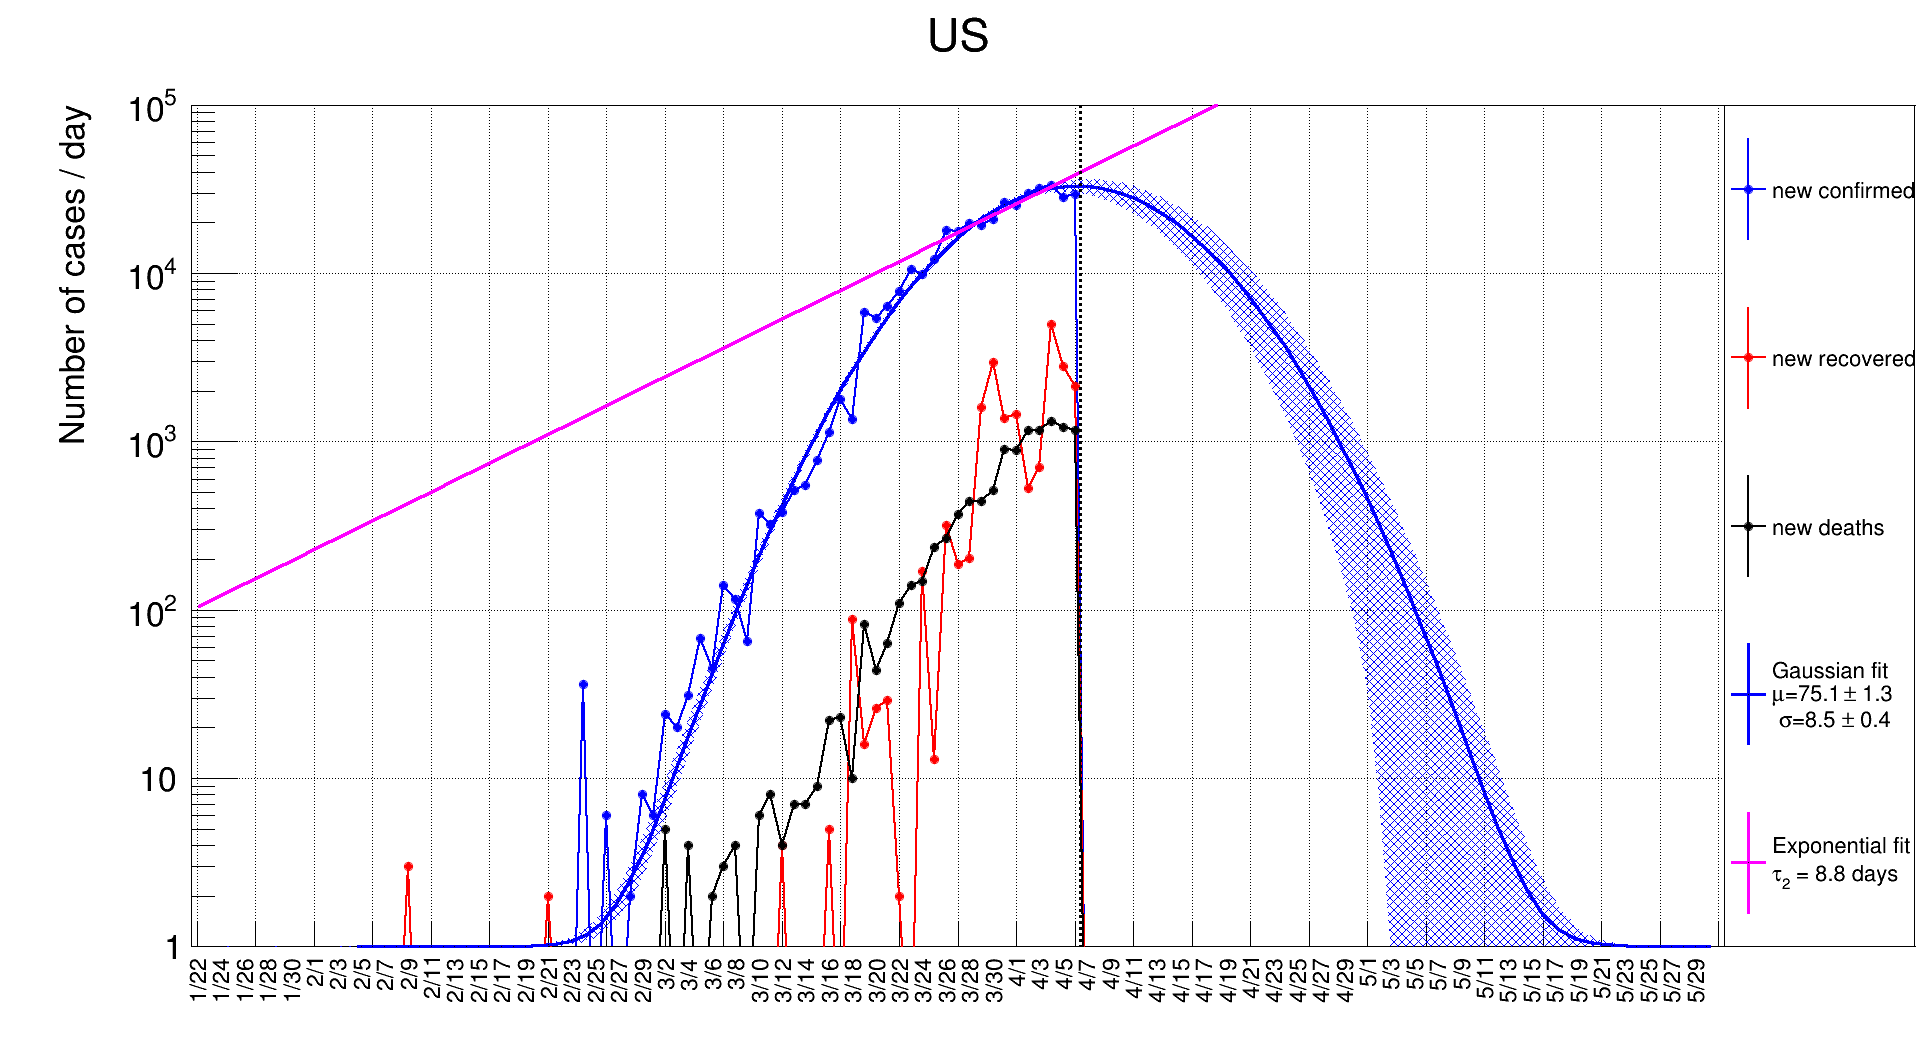 US
Number of cases / day
10⁵
10⁴
10³
10²
10
1
1/22 1/24 1/26 1/28 1/30 2/1 2/3 2/5 2/7 2/9 2/11 2/13 2/15 2/17 2/19 2/21 2/23 2/25 2/27 2/29 3/2 3/4 3/6 3/8 3/10 3/12 3/14 3/16 3/18 3/20 3/22 3/24 3/26 3/28 3/30 4/1 4/3 4/5 4/7 4/9 4/11 4/13 4/15 4/17 4/19 4/21 4/23 4/25 4/27 4/29 5/1 5/3 5/5 5/7 5/9 5/11 5/13 5/15 5/17 5/19 5/21 5/23 5/25 5/27 5/29
new confirmed
new recovered
new deaths
Gaussian fit
μ=75.1 ± 1.3
σ=8.5 ± 0.4
Exponential fit
τ₂ = 8.8 days